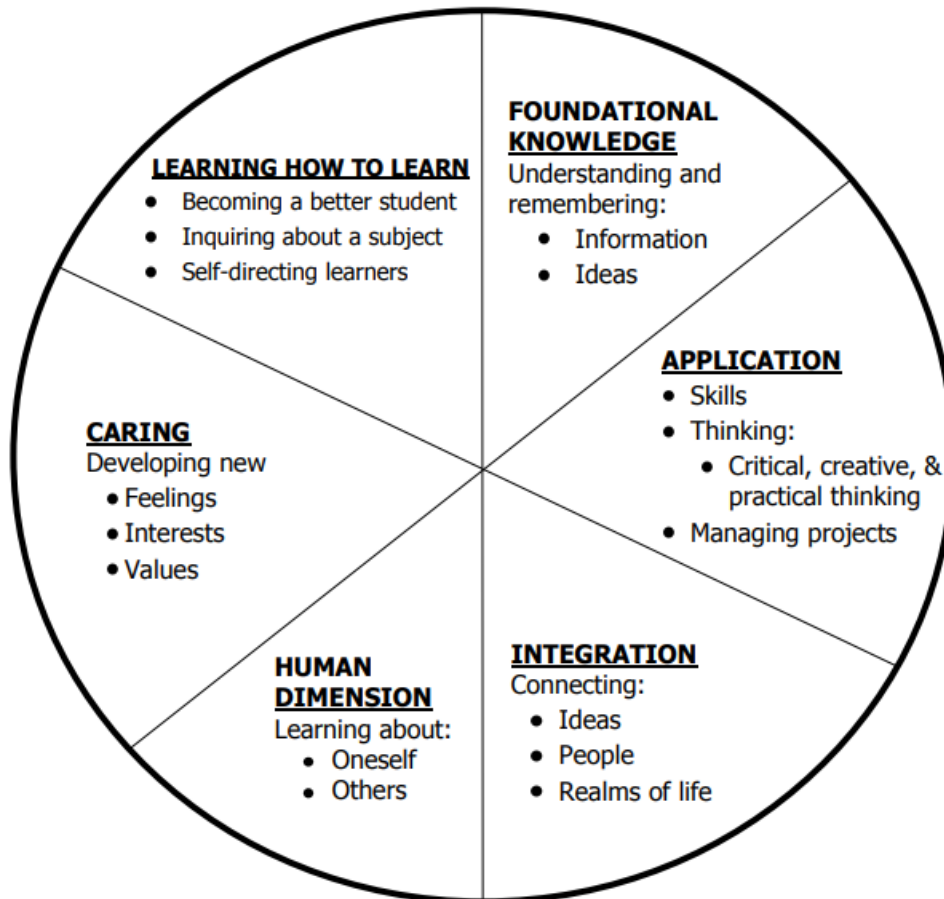 FOUNDATIONAL
KNOWLEDGE
Understanding and
remembering:
• Information
• Ideas
APPLICATION
• Skills
• Thinking:
• Critical, creative, &
practical thinking
• Managing projects
INTEGRATION
Connecting:
• Ideas
• People
• Realms of life
HUMAN
DIMENSION
Learning about:
• Oneself
• Others
CARING
Developing new
• Feelings
• Interests
• Values
LEARNING HOW TO LEARN
• Becoming a better student
• Inquiring about a subject
• Self-directing learners